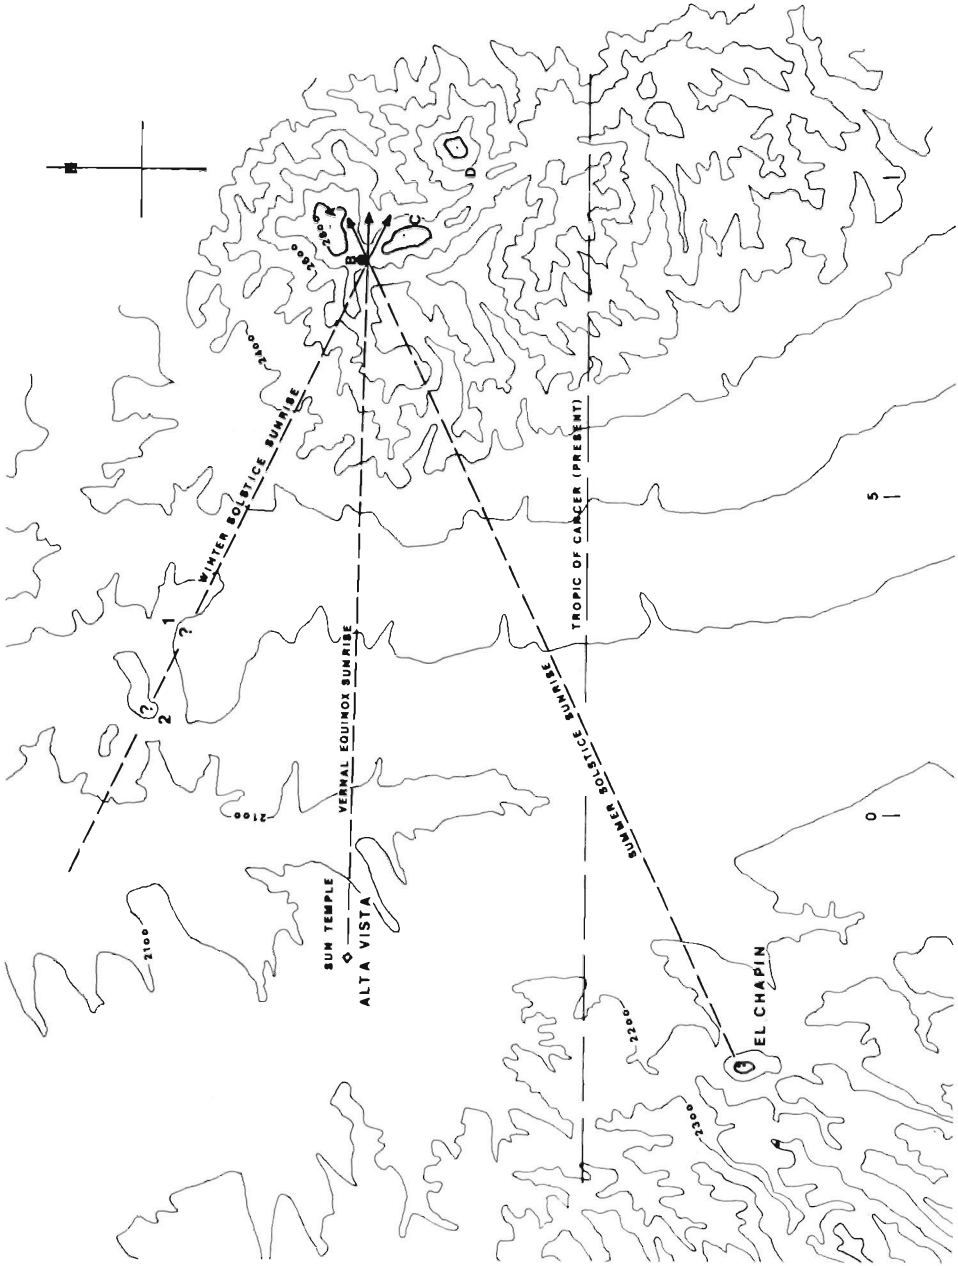 2800
A
2600
B
C
D
2400
WINTER SOLSTICE SUNRISE
1
?
?
2
VERNAL EQUINOX SUNRISE
TROPIC OF CANCER (PRESENT)
SUMMER SOLSTICE SUNRISE
5
0
2100
2100
SUN TEMPLE
ALTA VISTA
2200
EL CHAPIN
2300